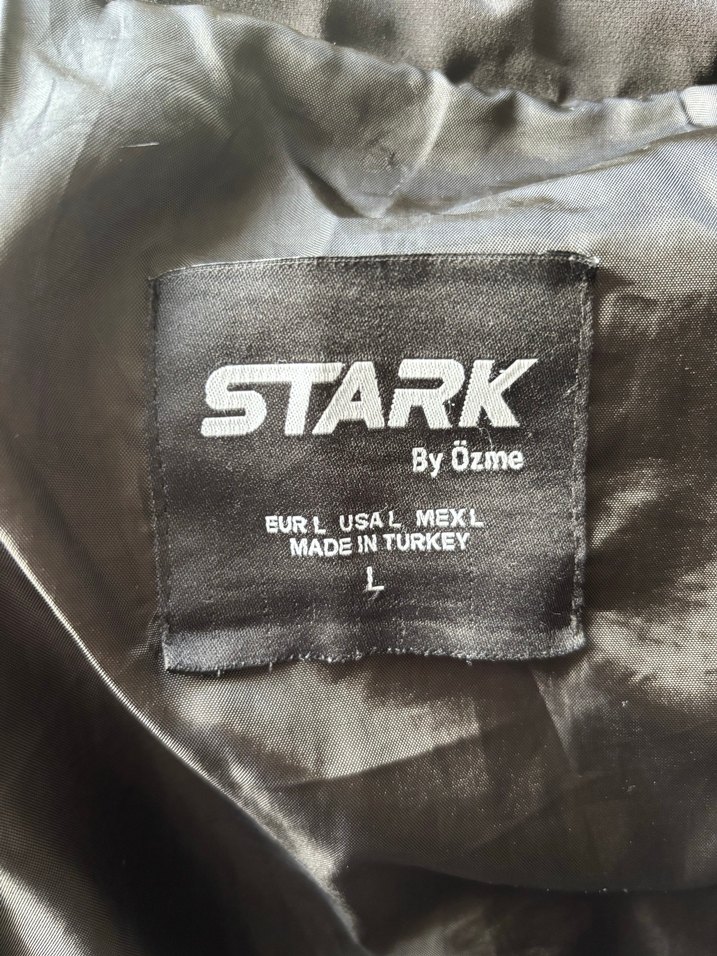 STARK
By Özme
EUR L USA L MEX L
MADE IN TURKEY
L